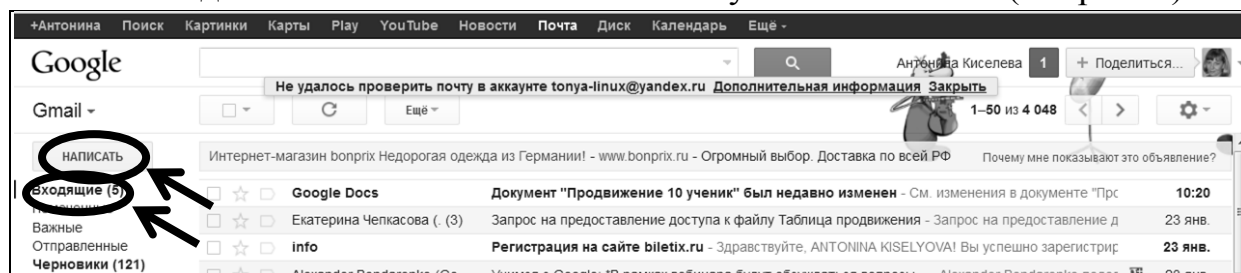 +Антонина Поиск Картинки Карты Play YouTube Новости Почта Диск Календарь Ещё
Google Антонина Киселева 1 + Поделиться...
Не удалось проверить почту в аккаунте tonya-linux@yandex.ru Дополнительная информация Закрыть
Gmail Ещё 1–50 из 4 048
НАПИСАТЬ Интернет-магазин bonprix Недорогая одежда из Германии! - www.bonprix.ru - Огромный выбор. Доставка по всей РФ Почему мне показывают это объявление?
Входящие (5) Google Docs Документ "Продвижение 10 ученик" был недавно изменен - См. изменения в документе "Прс 10:20
Екатерина Чепкасова (. (3) Запрос на предоставление доступа к файлу Таблица продвижения - Запрос на предоставление д 23 янв.
Важные
Отправленные info Регистрация на сайте biletix.ru - Здравствуйте, ANTONINA KISELYOVA! Вы успешно зарегистрир 23 янв.
Черновики (121)